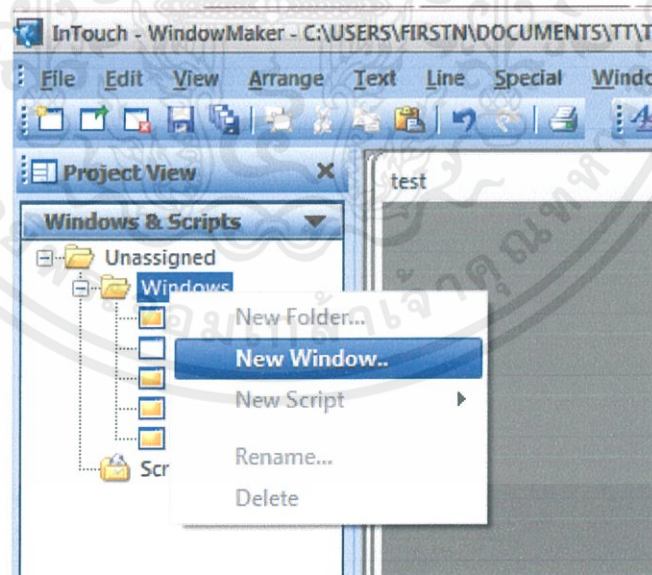 InTouch - WindowMaker - C:\USERS\FIRSTN\DOCUMENTS\TT\T
File Edit View Arrange Text Line Special Windo
Project View
test
Windows & Scripts
Unassigned
Windows
New Folder...
New Window..
New Script
Scr
Rename...
Delete